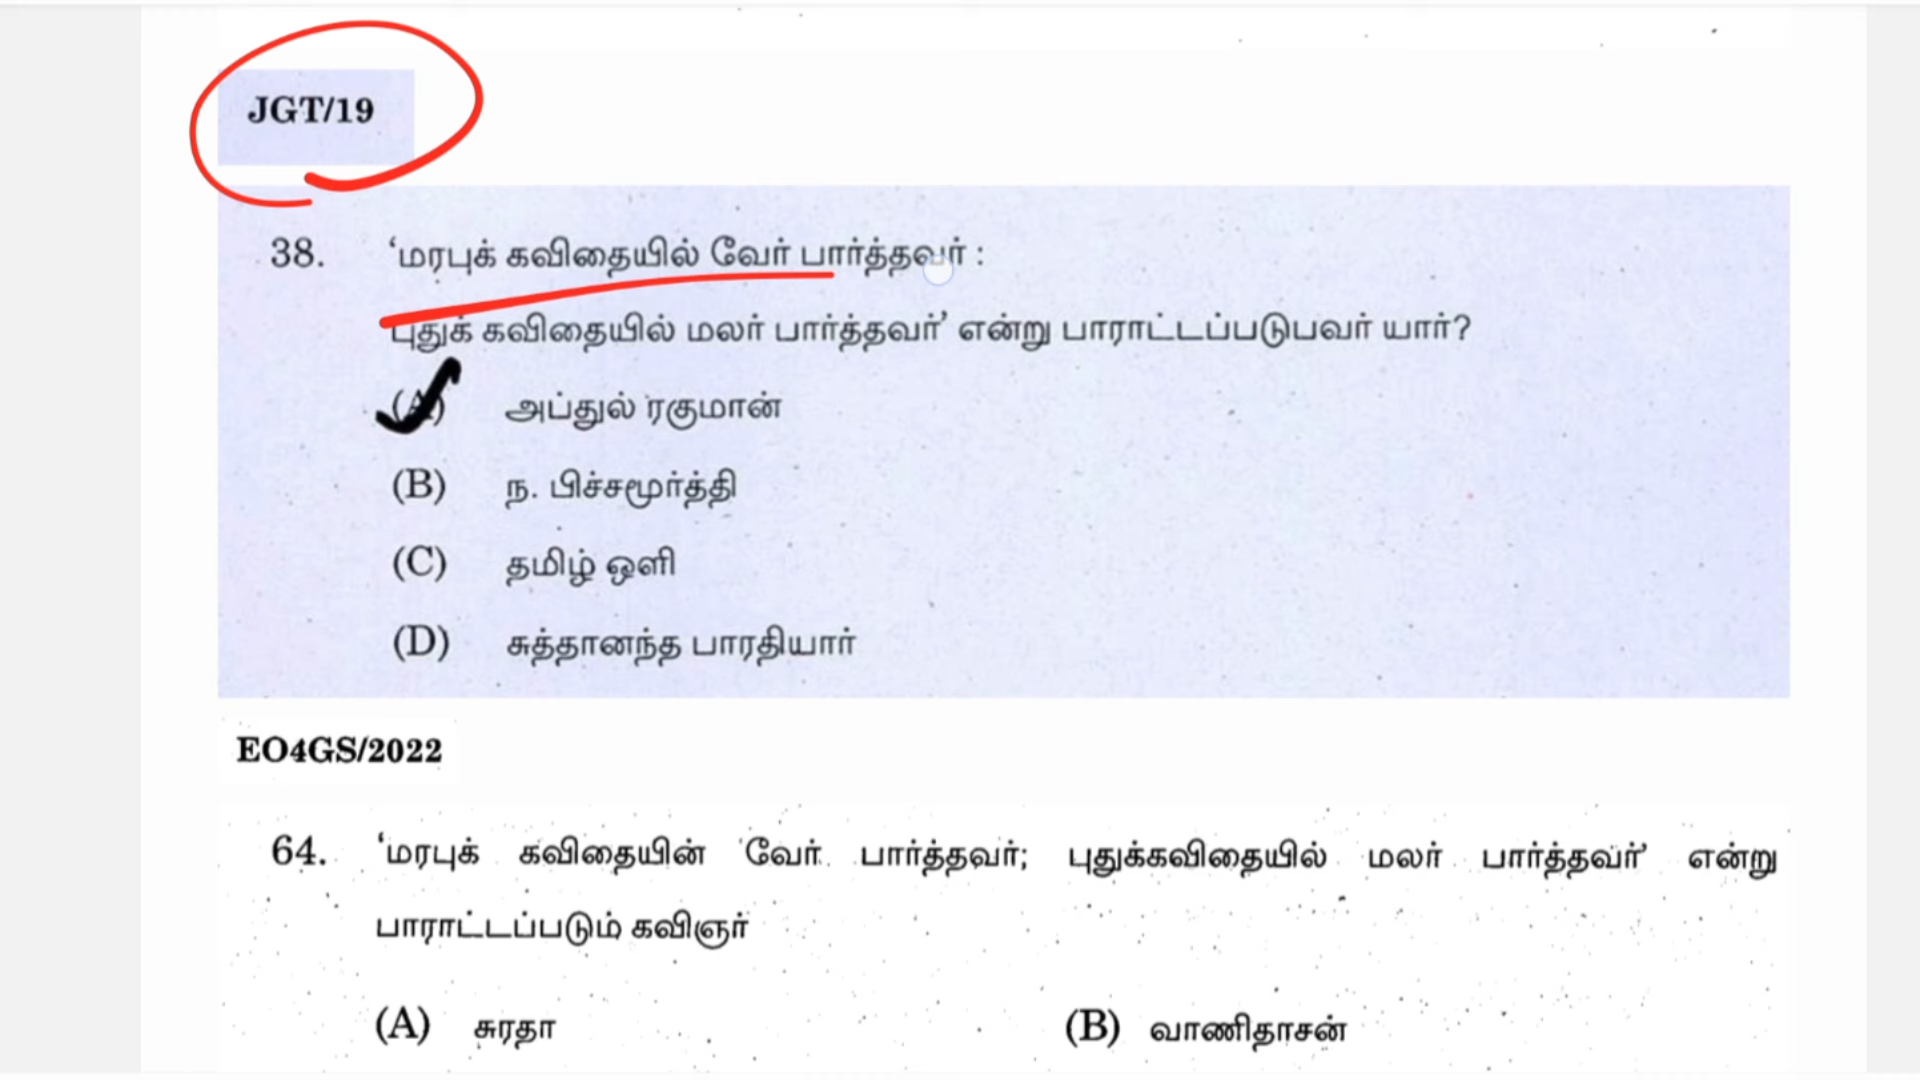 JGT/19
38. ‘மரபுக் கவிதையில் வேர் பார்த்தவர் :
புதுக் கவிதையில் மலர் பார்த்தவர்’ என்று பாராட்டப்படுபவர் யார்?
(A) அப்துல் ரகுமான்
(B) ந. பிச்சமூர்த்தி
(C) தமிழ் ஒளி
(D) சுத்தானந்த பாரதியார்
EO4GS/2022
64. ‘மரபுக் கவிதையின் வேர் பார்த்தவர்; புதுக்கவிதையில் மலர் பார்த்தவர்’ என்று
பாராட்டப்படும் கவிஞர்
(A) சுரதா (B) வாணிதாசன்